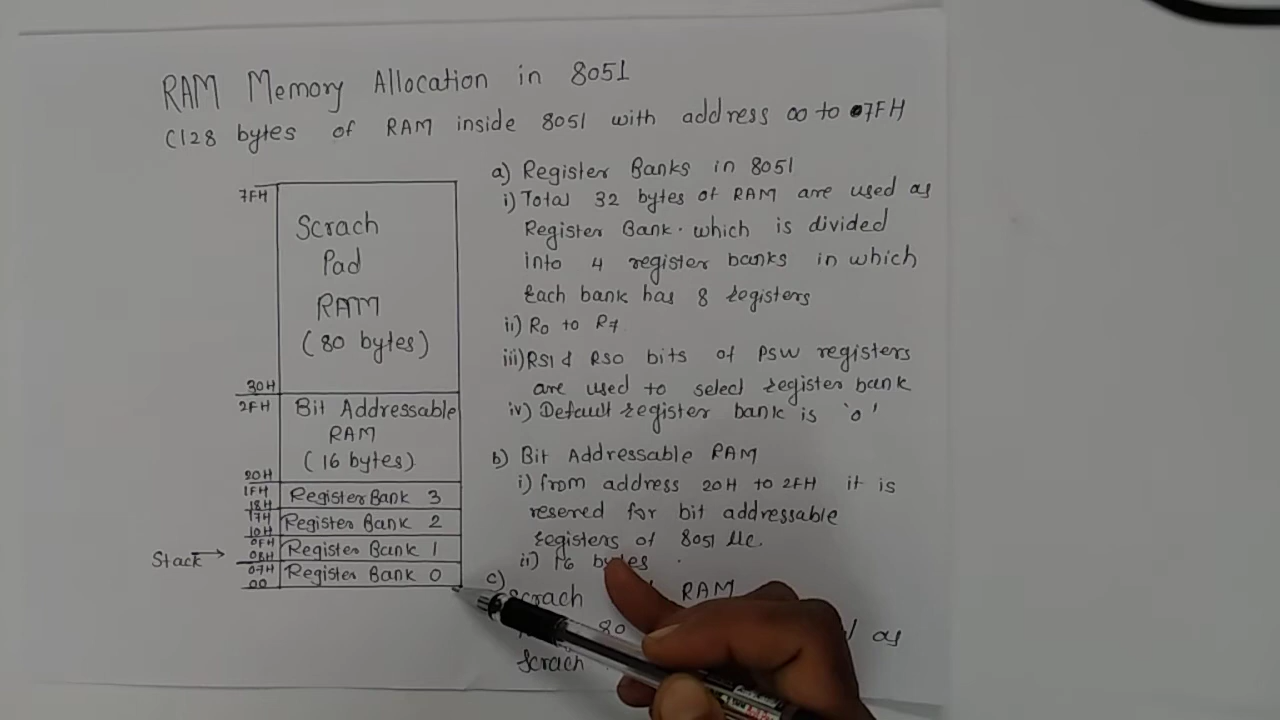 RAM Memory Allocation in 8051
(128 bytes of RAM inside 8051 with address 00 to 07FH
7FH
Scrach
Pad
RAM
(80 bytes)
30H
2FH
Bit Addressable
RAM
(16 bytes)
20H
1FH
Register Bank 3
18H
17H
Register Bank 2
10H
0FH
Register Bank 1
08H
Stack
07H
Register Bank 0
00
a) Register Banks in 8051
i) Total 32 bytes of RAM are used as
Register Bank. which is divided
into 4 register banks in which
Each bank has 8 registers
ii) R0 to R7
iii) RS1 & RS0 bits of PSW registers
are used to select register bank
iv) Default register bank is '0'
b) Bit Addressable RAM
i) from address 20H to 2FH it is
resered for bit addressable
registers of 8051 uc.
ii) 16 bytes
c)
Scrach RAM
80 as
Scrach